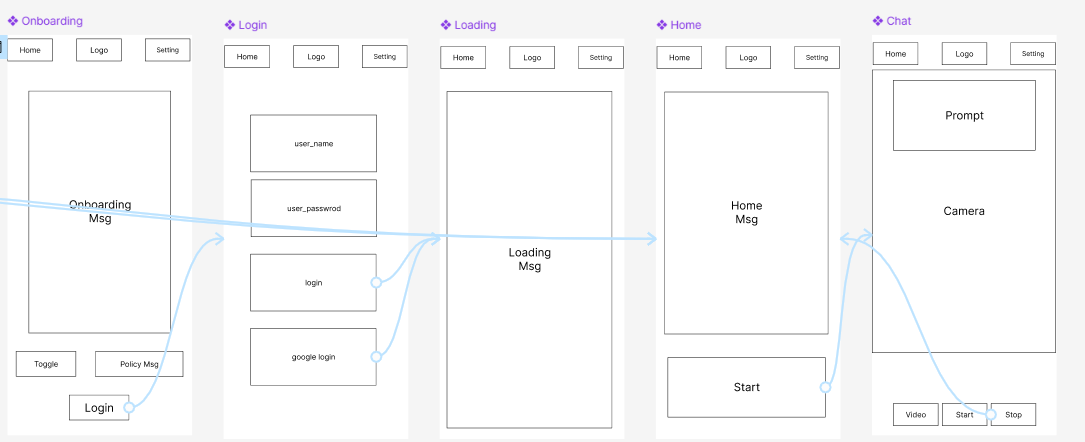 Onboarding
Home
Logo
Setting
Onboarding
Msg
Toggle
Policy Msg
Login
Login
Home
Logo
Setting
user_name
user_passwrod
login
google login
Loading
Home
Logo
Setting
Loading
Msg
Home
Home
Logo
Setting
Home
Msg
Start
Chat
Home
Logo
Setting
Prompt
Camera
Video
Start
Stop